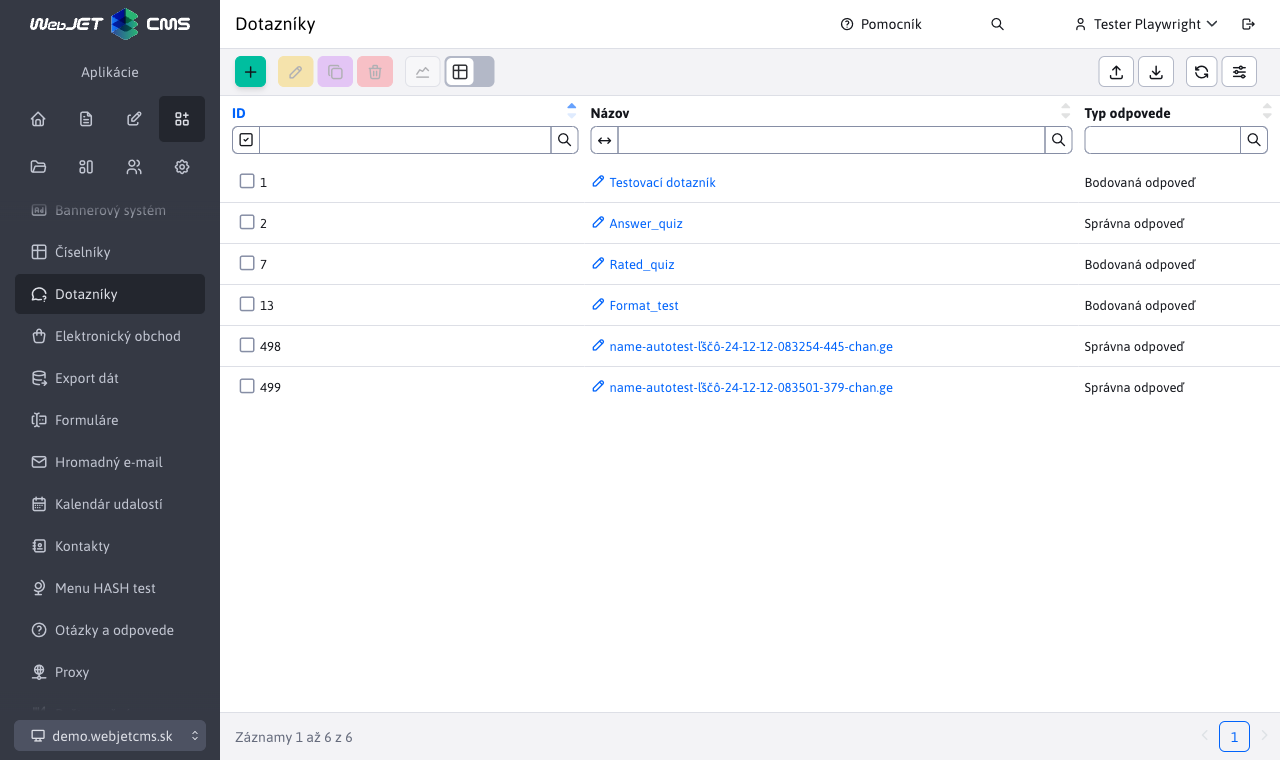 WebJET CMS
Aplikácie
Bannerový systém
Číselníky
Dotazníky
Elektronický obchod
Export dát
Formuláre
Hromadný e-mail
Kalendár udalostí
Kontakty
Menu HASH test
Otázky a odpovede
Proxy
demo.webjetcms.sk
Dotazníky
Pomocník
Tester Playwright
ID Názov Typ odpovede
1 Testovací dotazník Bodovaná odpoveď
2 Answer_quiz Správna odpoveď
7 Rated_quiz Bodovaná odpoveď
13 Format_test Bodovaná odpoveď
498 name-autotest-ľščô-24-12-12-083254-445-chan.ge Správna odpoveď
499 name-autotest-ľščô-24-12-12-083501-379-chan.ge Správna odpoveď
Záznamy 1 až 6 z 6
1